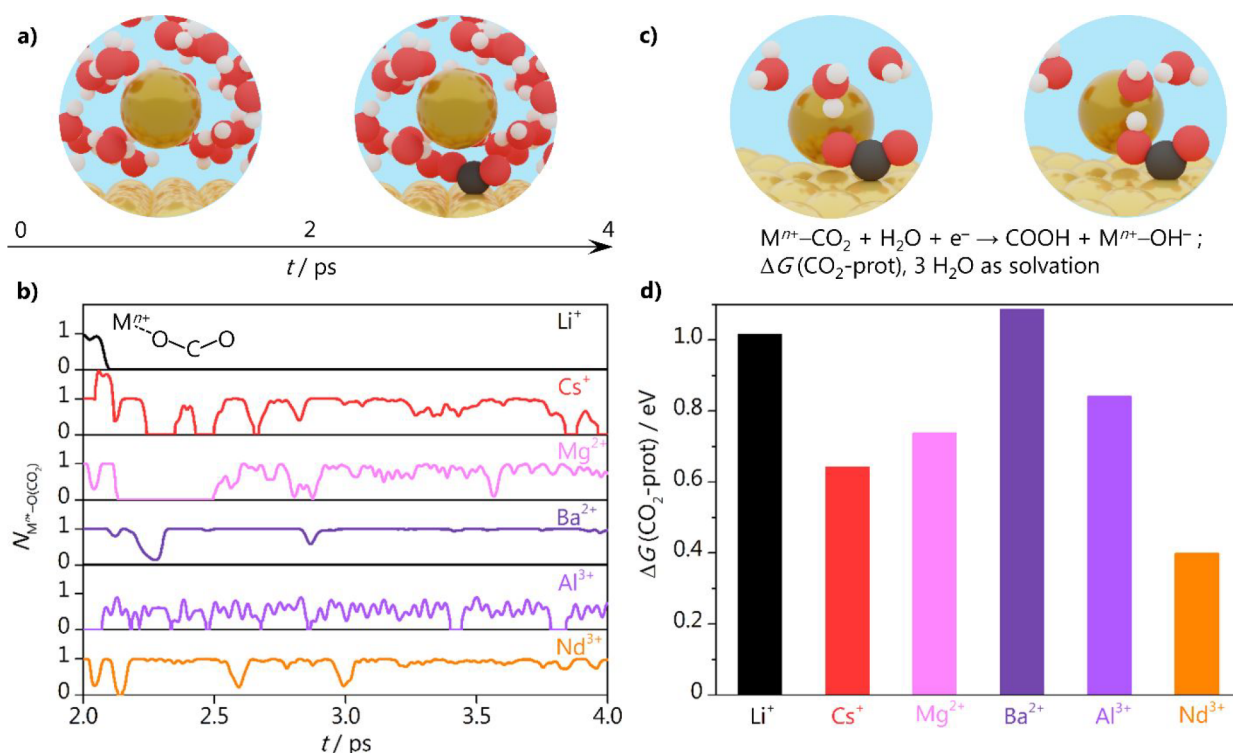 a)
0
2
4
t / ps
c)
Mⁿ⁺–CO₂ + H₂O + e⁻ → COOH + Mⁿ⁺–OH⁻ ;
ΔG (CO₂-prot), 3 H₂O as solvation
b)
Mⁿ⁺
O
C
O
Li⁺
1
0
Cs⁺
1
0
Mg²⁺
1
0
Ba²⁺
1
0
Al³⁺
1
0
Nd³⁺
1
0
N Mⁿ⁺–O(CO₂)
2.0 2.5 3.0 3.5 4.0
t / ps
d)
ΔG (CO₂-prot) / eV
1.0
0.8
0.6
0.4
0.2
0
Li⁺ Cs⁺ Mg²⁺ Ba²⁺ Al³⁺ Nd³⁺